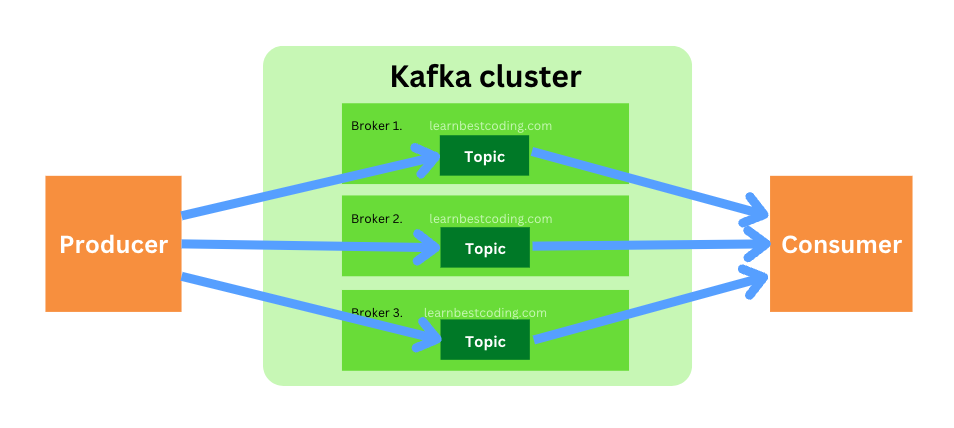 Kafka cluster
Broker 1. learnbestcoding.com
Topic
Broker 2. learnbestcoding.com
Producer
Topic
Consumer
Broker 3. learnbestcoding.com
Topic